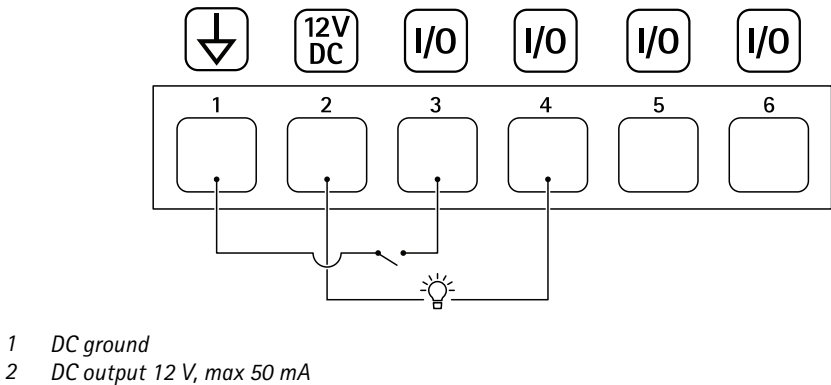 12V
DC
I/O
I/O
I/O
I/O
1
2
3
4
5
6
1 DC ground
2 DC output 12 V, max 50 mA